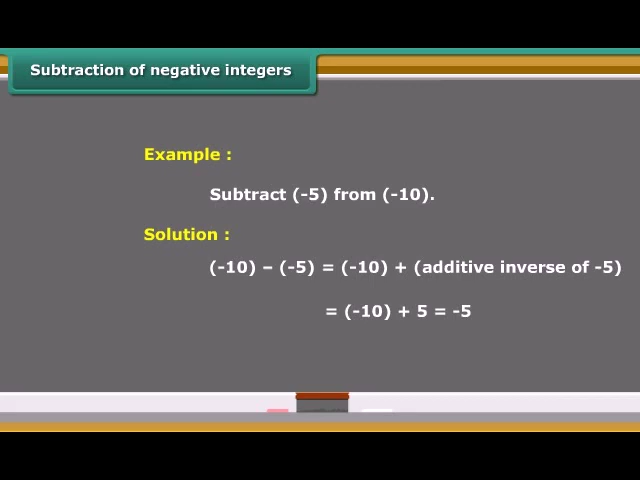 Subtraction of negative integers
Example :
Subtract (-5) from (-10).
Solution :
(-10) – (-5) = (-10) + (additive inverse of -5)
= (-10) + 5 = -5